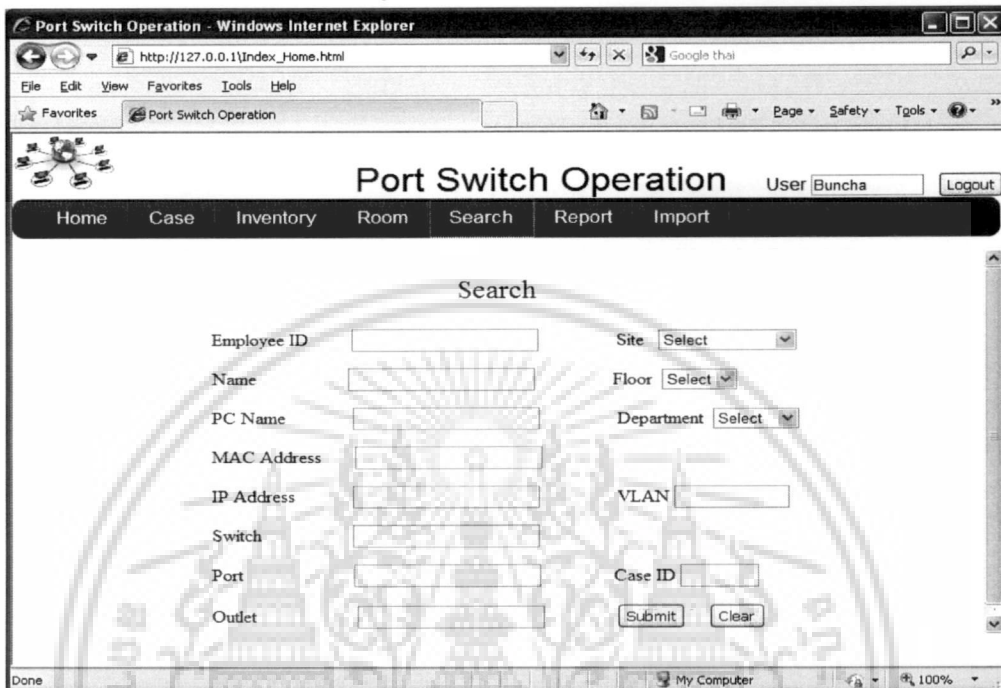 Port Switch Operation - Windows Internet Explorer
http://127.0.0.1\Index_Home.html
Google thai
File Edit View Favorites Tools Help
Favorites Port Switch Operation Page Safety Tools
Port Switch Operation User Buncha Logout
Home Case Inventory Room Search Report Import
Search
Employee ID Site Select
Name Floor Select
PC Name Department Select
MAC Address
IP Address VLAN
Switch
Port Case ID
Outlet Submit Clear
Done My Computer 100%